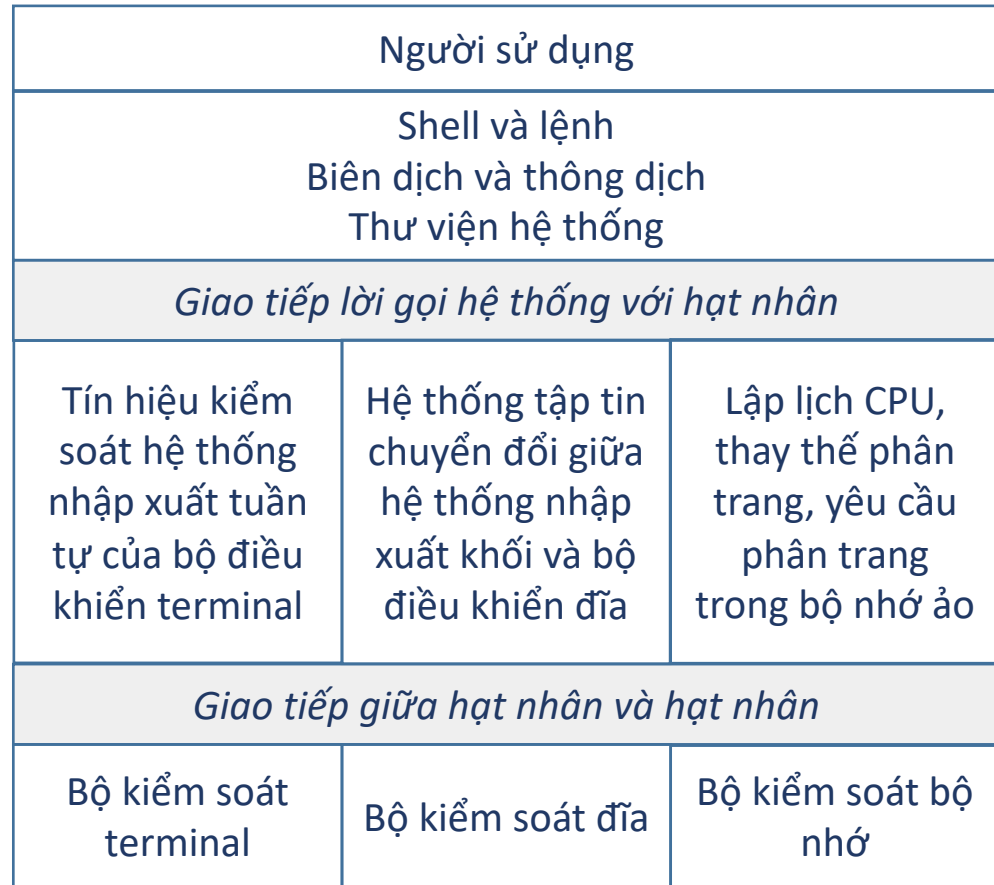 Người sử dụng
Shell và lệnh
Biên dịch và thông dịch
Thư viện hệ thống
Giao tiếp lời gọi hệ thống với hạt nhân
Tín hiệu kiểm
soát hệ thống
nhập xuất tuần
tự của bộ điều
khiển terminal
Hệ thống tập tin
chuyển đổi giữa
hệ thống nhập
xuất khối và bộ
điều khiển đĩa
Lập lịch CPU,
thay thế phân
trang, yêu cầu
phân trang
trong bộ nhớ ảo
Giao tiếp giữa hạt nhân và hạt nhân
Bộ kiểm soát
terminal
Bộ kiểm soát đĩa
Bộ kiểm soát bộ
nhớ